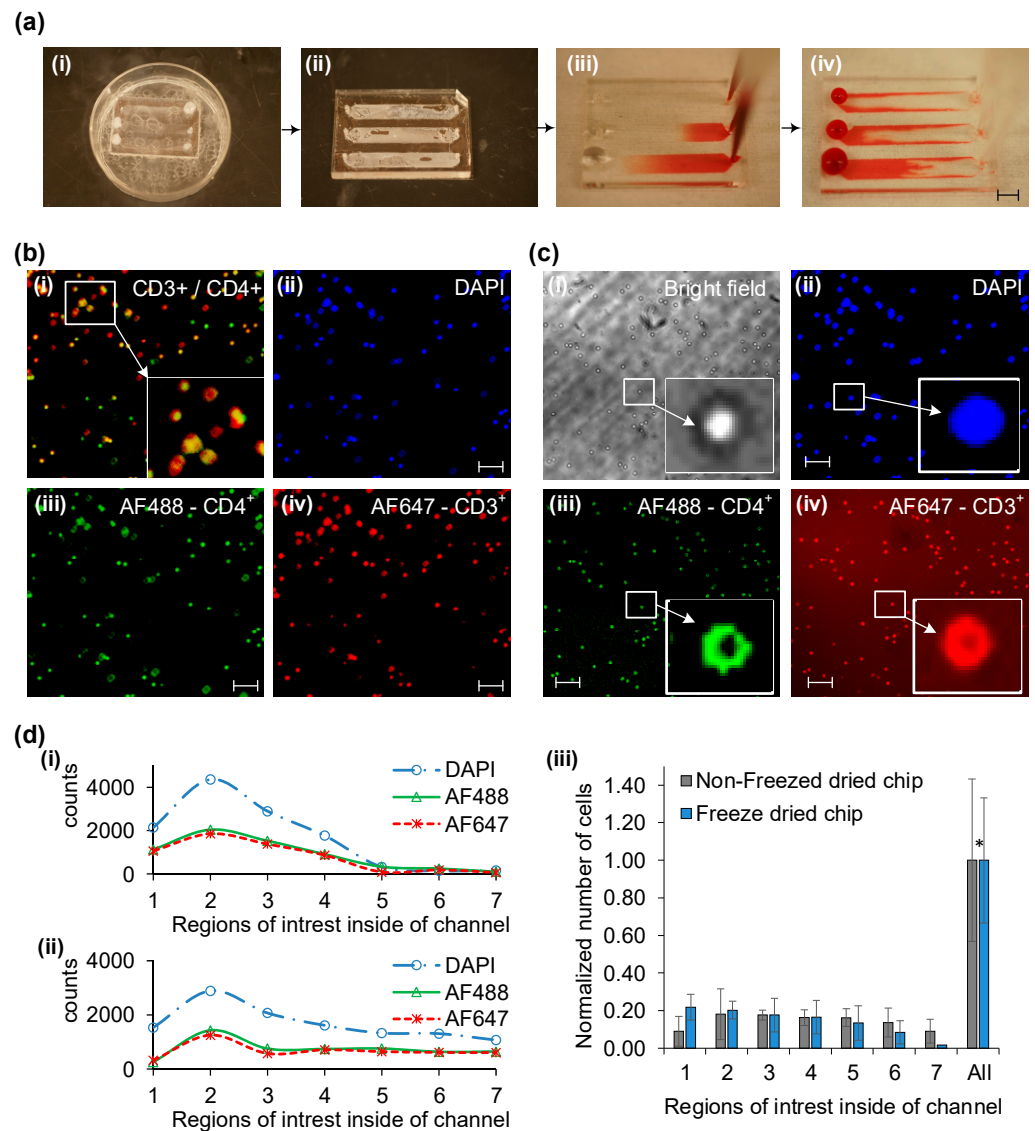 (a)
(i)
(ii)
(iii)
(iv)
(b)
(i)
CD3+ / CD4+
(ii)
DAPI
(iii)
AF488 - CD4⁺
(iv)
AF647 - CD3⁺
(c)
(i)
Bright field
(ii)
DAPI
(iii)
AF488 - CD4⁺
(iv)
AF647 - CD3⁺
(d)
(i)
counts
4000
2000
0
DAPI
AF488
AF647
1 2 3 4 5 6 7
Regions of intrest inside of channel
(ii)
counts
4000
2000
0
DAPI
AF488
AF647
1 2 3 4 5 6 7
Regions of intrest inside of channel
(iii)
Normalized number of cells
1.40
1.20
1.00
0.80
0.60
0.40
0.20
0.00
Non-Freezed dried chip
Freeze dried chip
*
1 2 3 4 5 6 7 All
Regions of intrest inside of channel